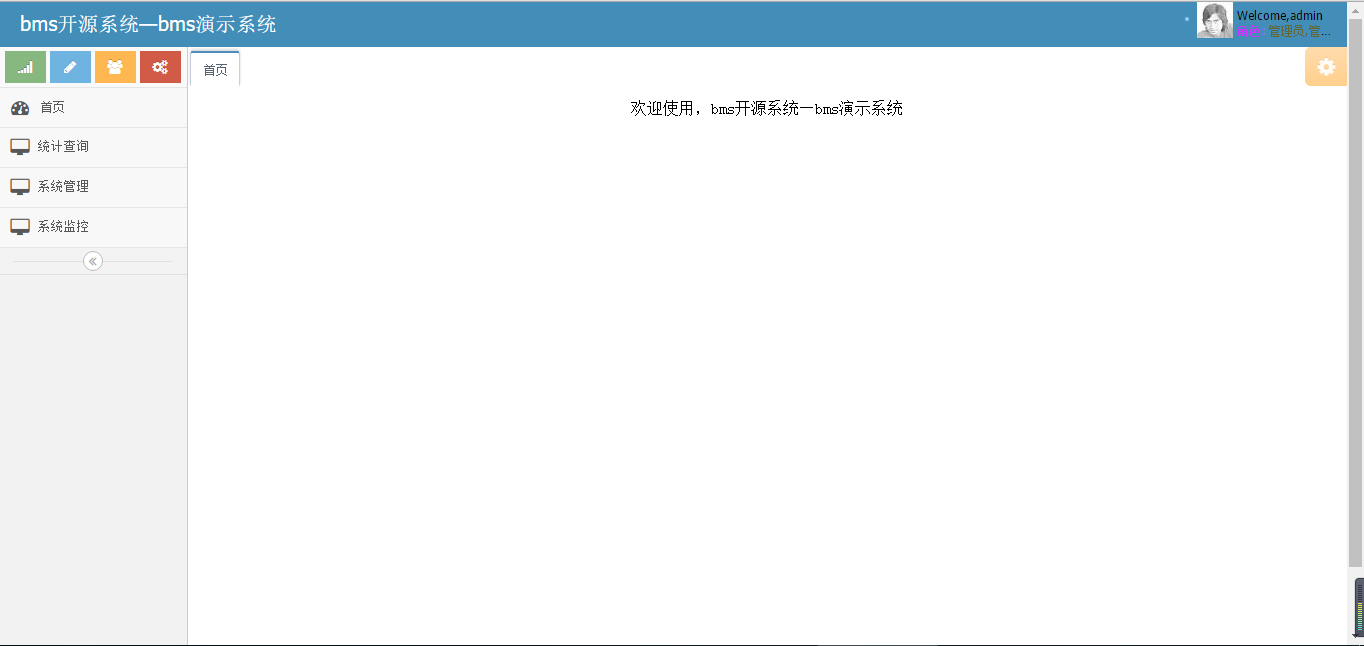 bms开源系统—bms演示系统
Welcome,admin
角色: 管理员,管...
首页
首页
统计查询
系统管理
系统监控
欢迎使用，bms开源系统—bms演示系统